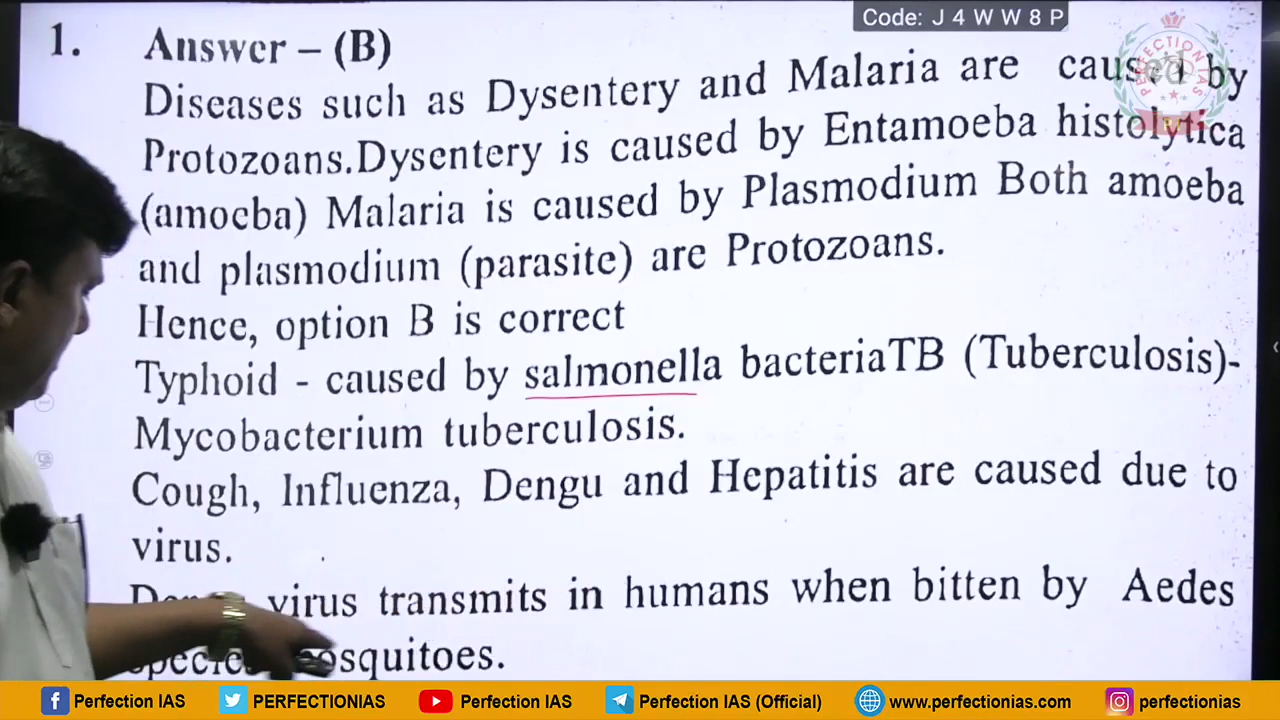 Code: J 4 W W 8 P
1. Answer – (B)
Diseases such as Dysentery and Malaria are caused by
Protozoans.Dysentery is caused by Entamoeba histolytica
(amoeba) Malaria is caused by Plasmodium Both amoeba
and plasmodium (parasite) are Protozoans.
Hence, option B is correct
Typhoid - caused by salmonella bacteriaTB (Tuberculosis)-
Mycobacterium tuberculosis.
Cough, Influenza, Dengu and Hepatitis are caused due to
virus.
virus transmits in humans when bitten by Aedes
PERFECTION IAS
Perfection IAS
PERFECTIONIAS
Perfection IAS
Perfection IAS (Official)
www.perfectionias.com
perfectionias